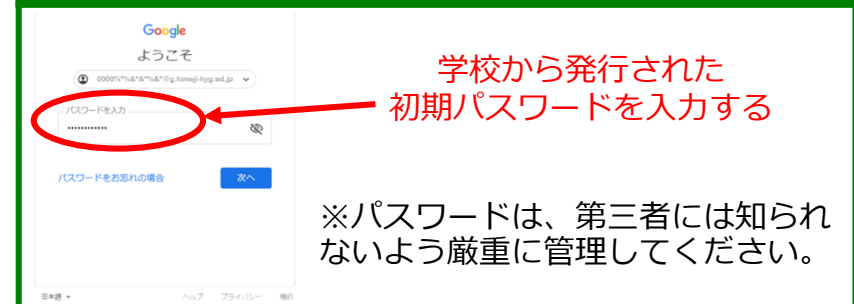 Google
ようこそ
0000%"%&"&"%&"@g.himeji-hyg.ed.jp
パスワードを入力
••••••••••••
パスワードをお忘れの場合
次へ
日本語
ヘルプ プライバシー 規約
学校から発行された
初期パスワードを入力する
※パスワードは、第三者には知られ
ないよう厳重に管理してください。